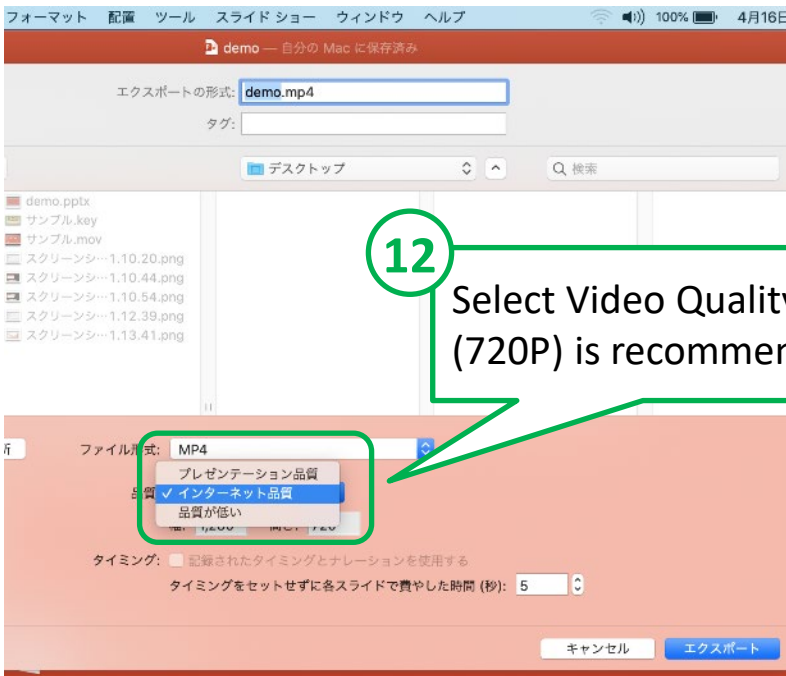 フォーマット 配置 ツール スライド ショー ウィンドウ ヘルプ 100% 4月16日
demo — 自分の Mac に保存済み
エクスポートの形式: demo.mp4
タグ:
デスクトップ 検索
demo.pptx
サンプル.key
サンプル.mov
スクリーンシ…1.10.20.png
スクリーンシ…1.10.44.png
スクリーンシ…1.10.54.png
スクリーンシ…1.12.39.png
スクリーンシ…1.13.41.png
12
Select Video Quality
(720P) is recommen
ファイル形式: MP4
プレゼンテーション品質
品質 ✓ インターネット品質
品質が低い
幅: 1,280 高さ: 720
タイミング: 記録されたタイミングとナレーションを使用する
タイミングをセットせずに各スライドで費やした時間 (秒): 5
キャンセル エクスポート